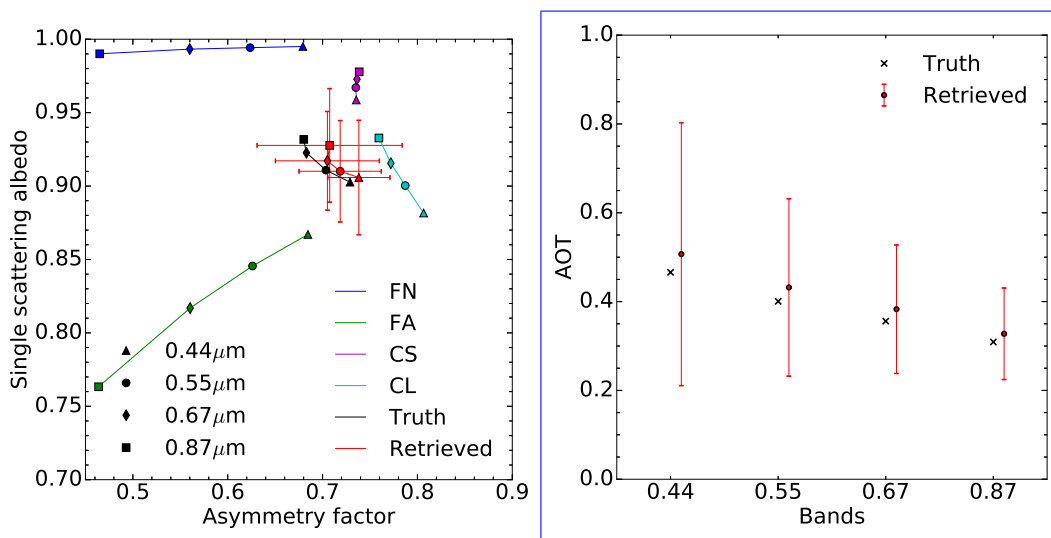 1.00
0.95
0.90
0.85
0.80
0.75
0.70
Single scattering albedo
0.5 0.6 0.7 0.8 0.9
Asymmetry factor
0.44μm
0.55μm
0.67μm
0.87μm
FN
FA
CS
CL
Truth
Retrieved
1.0
0.8
0.6
0.4
0.2
0.0
AOT
0.44 0.55 0.67 0.87
Bands
Truth
Retrieved